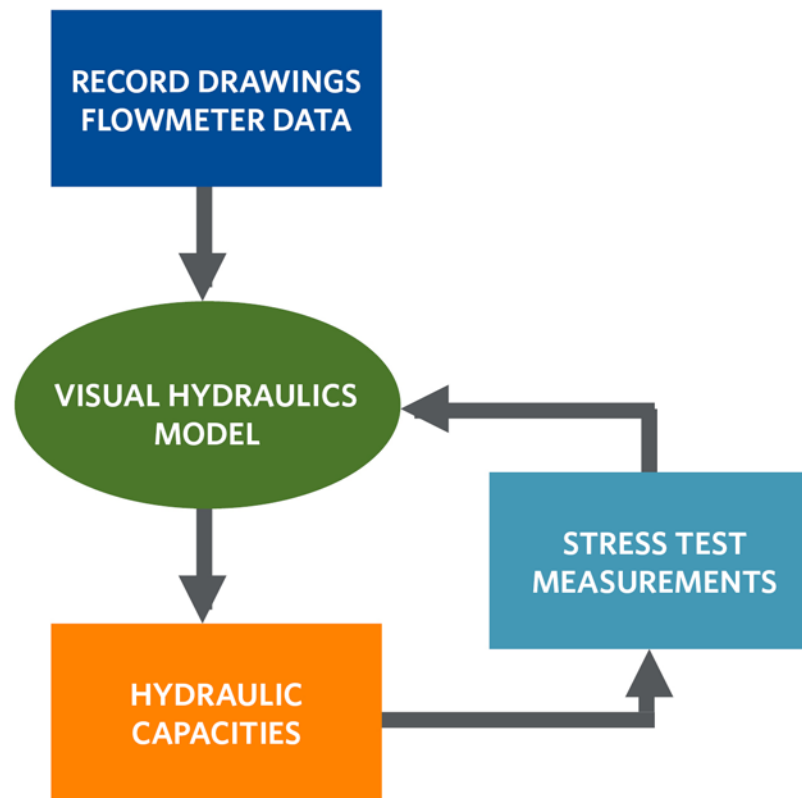 RECORD DRAWINGS
FLOWMETER DATA
VISUAL HYDRAULICS
MODEL
STRESS TEST
MEASUREMENTS
HYDRAULIC
CAPACITIES